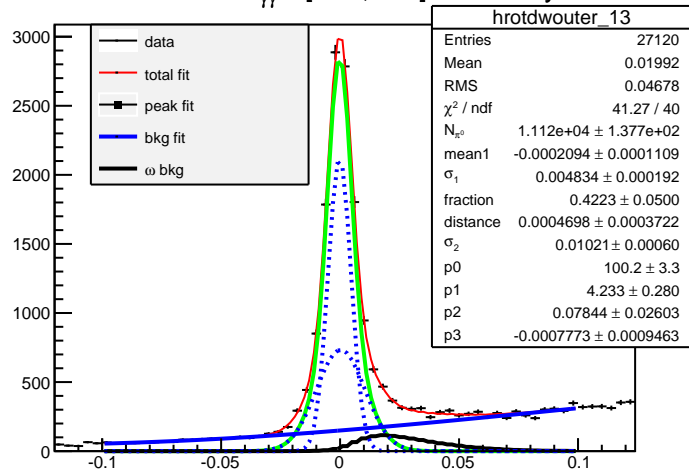 hrotdwouter_13
Entries 27120
Mean 0.01992
RMS 0.04678
χ² / ndf 41.27 / 40
N_π⁰ 1.112e+04 ± 1.377e+02
mean1 -0.0002094 ± 0.0001109
σ₁ 0.004834 ± 0.000192
fraction 0.4223 ± 0.0500
distance 0.0004698 ± 0.0003722
σ₂ 0.01021 ± 0.00060
p0 100.2 ± 3.3
p1 4.233 ± 0.280
p2 0.07844 ± 0.02603
p3 -0.0007773 ± 0.0009463
data
total fit
peak fit
bkg fit
ω bkg
3000
2500
2000
1500
1000
500
0
-0.1 -0.05 0 0.05 0.1